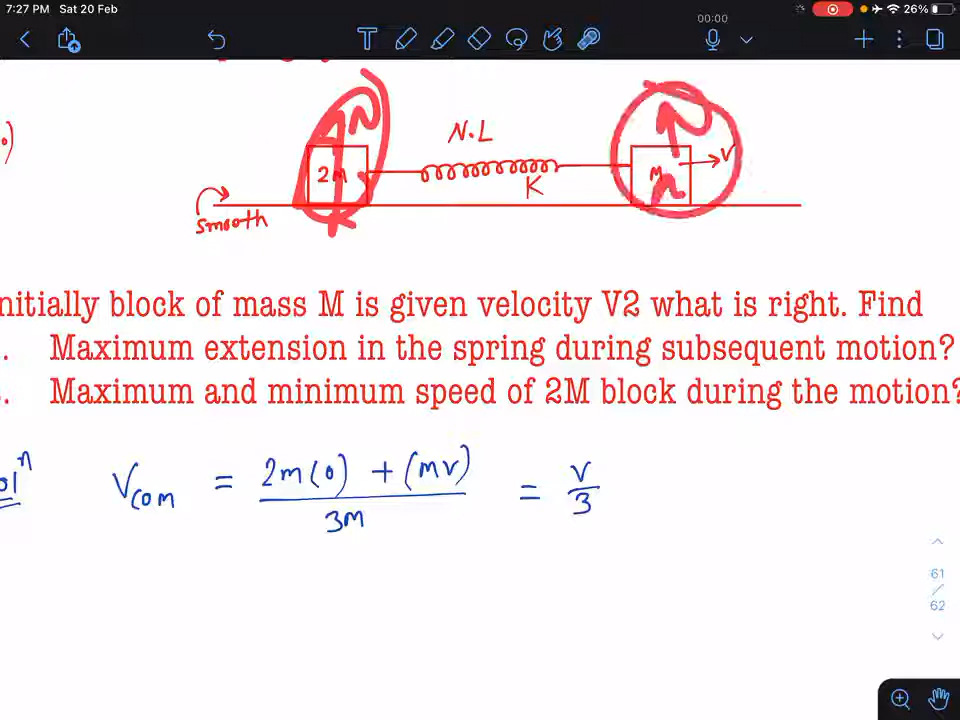 7:27 PM Sat 20 Feb
00:00
26%
T
N
N.L
2M
K
M
V
smooth
nitially block of mass M is given velocity V2 what is right. Find
. Maximum extension in the spring during subsequent motion?
. Maximum and minimum speed of 2M block during the motion?
ol^n
V_COM = 2m(0) + (mv) / 3M = V / 3
61
/
62